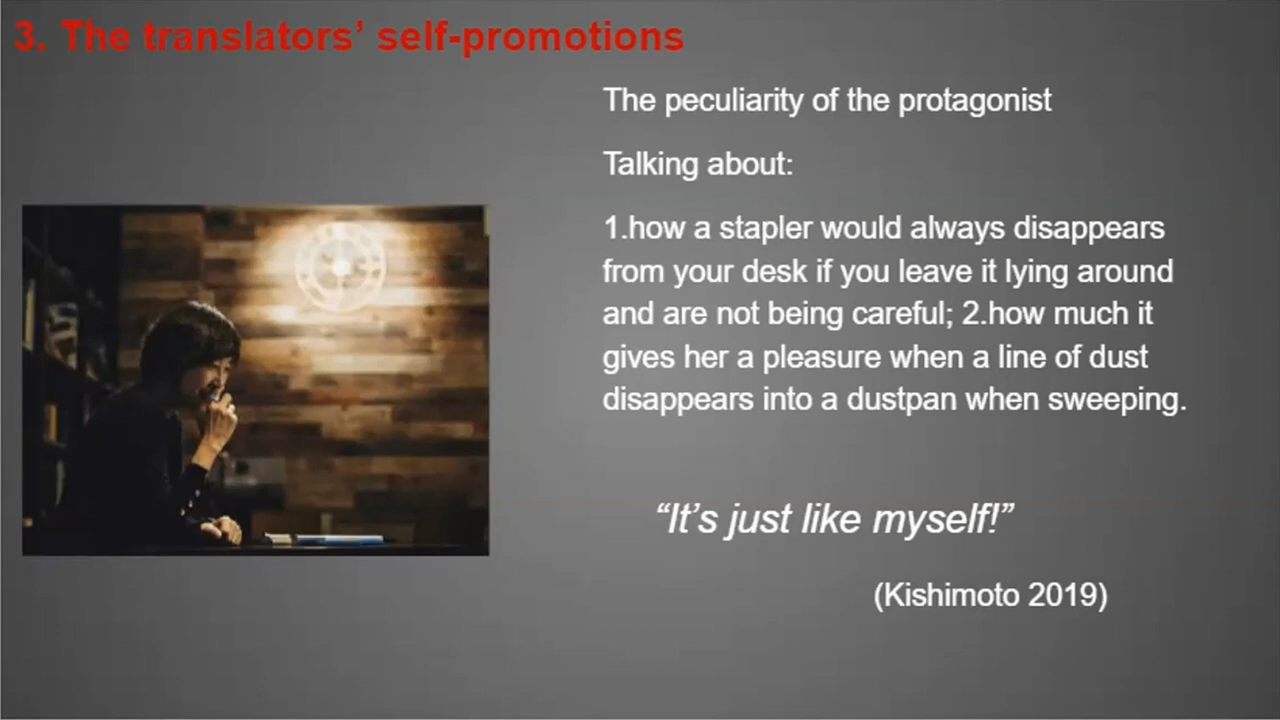 3. The translators’ self-promotions
The peculiarity of the protagonist
Talking about:
1.how a stapler would always disappears
from your desk if you leave it lying around
and are not being careful; 2.how much it
gives her a pleasure when a line of dust
disappears into a dustpan when sweeping.
“It’s just like myself!”
(Kishimoto 2019)